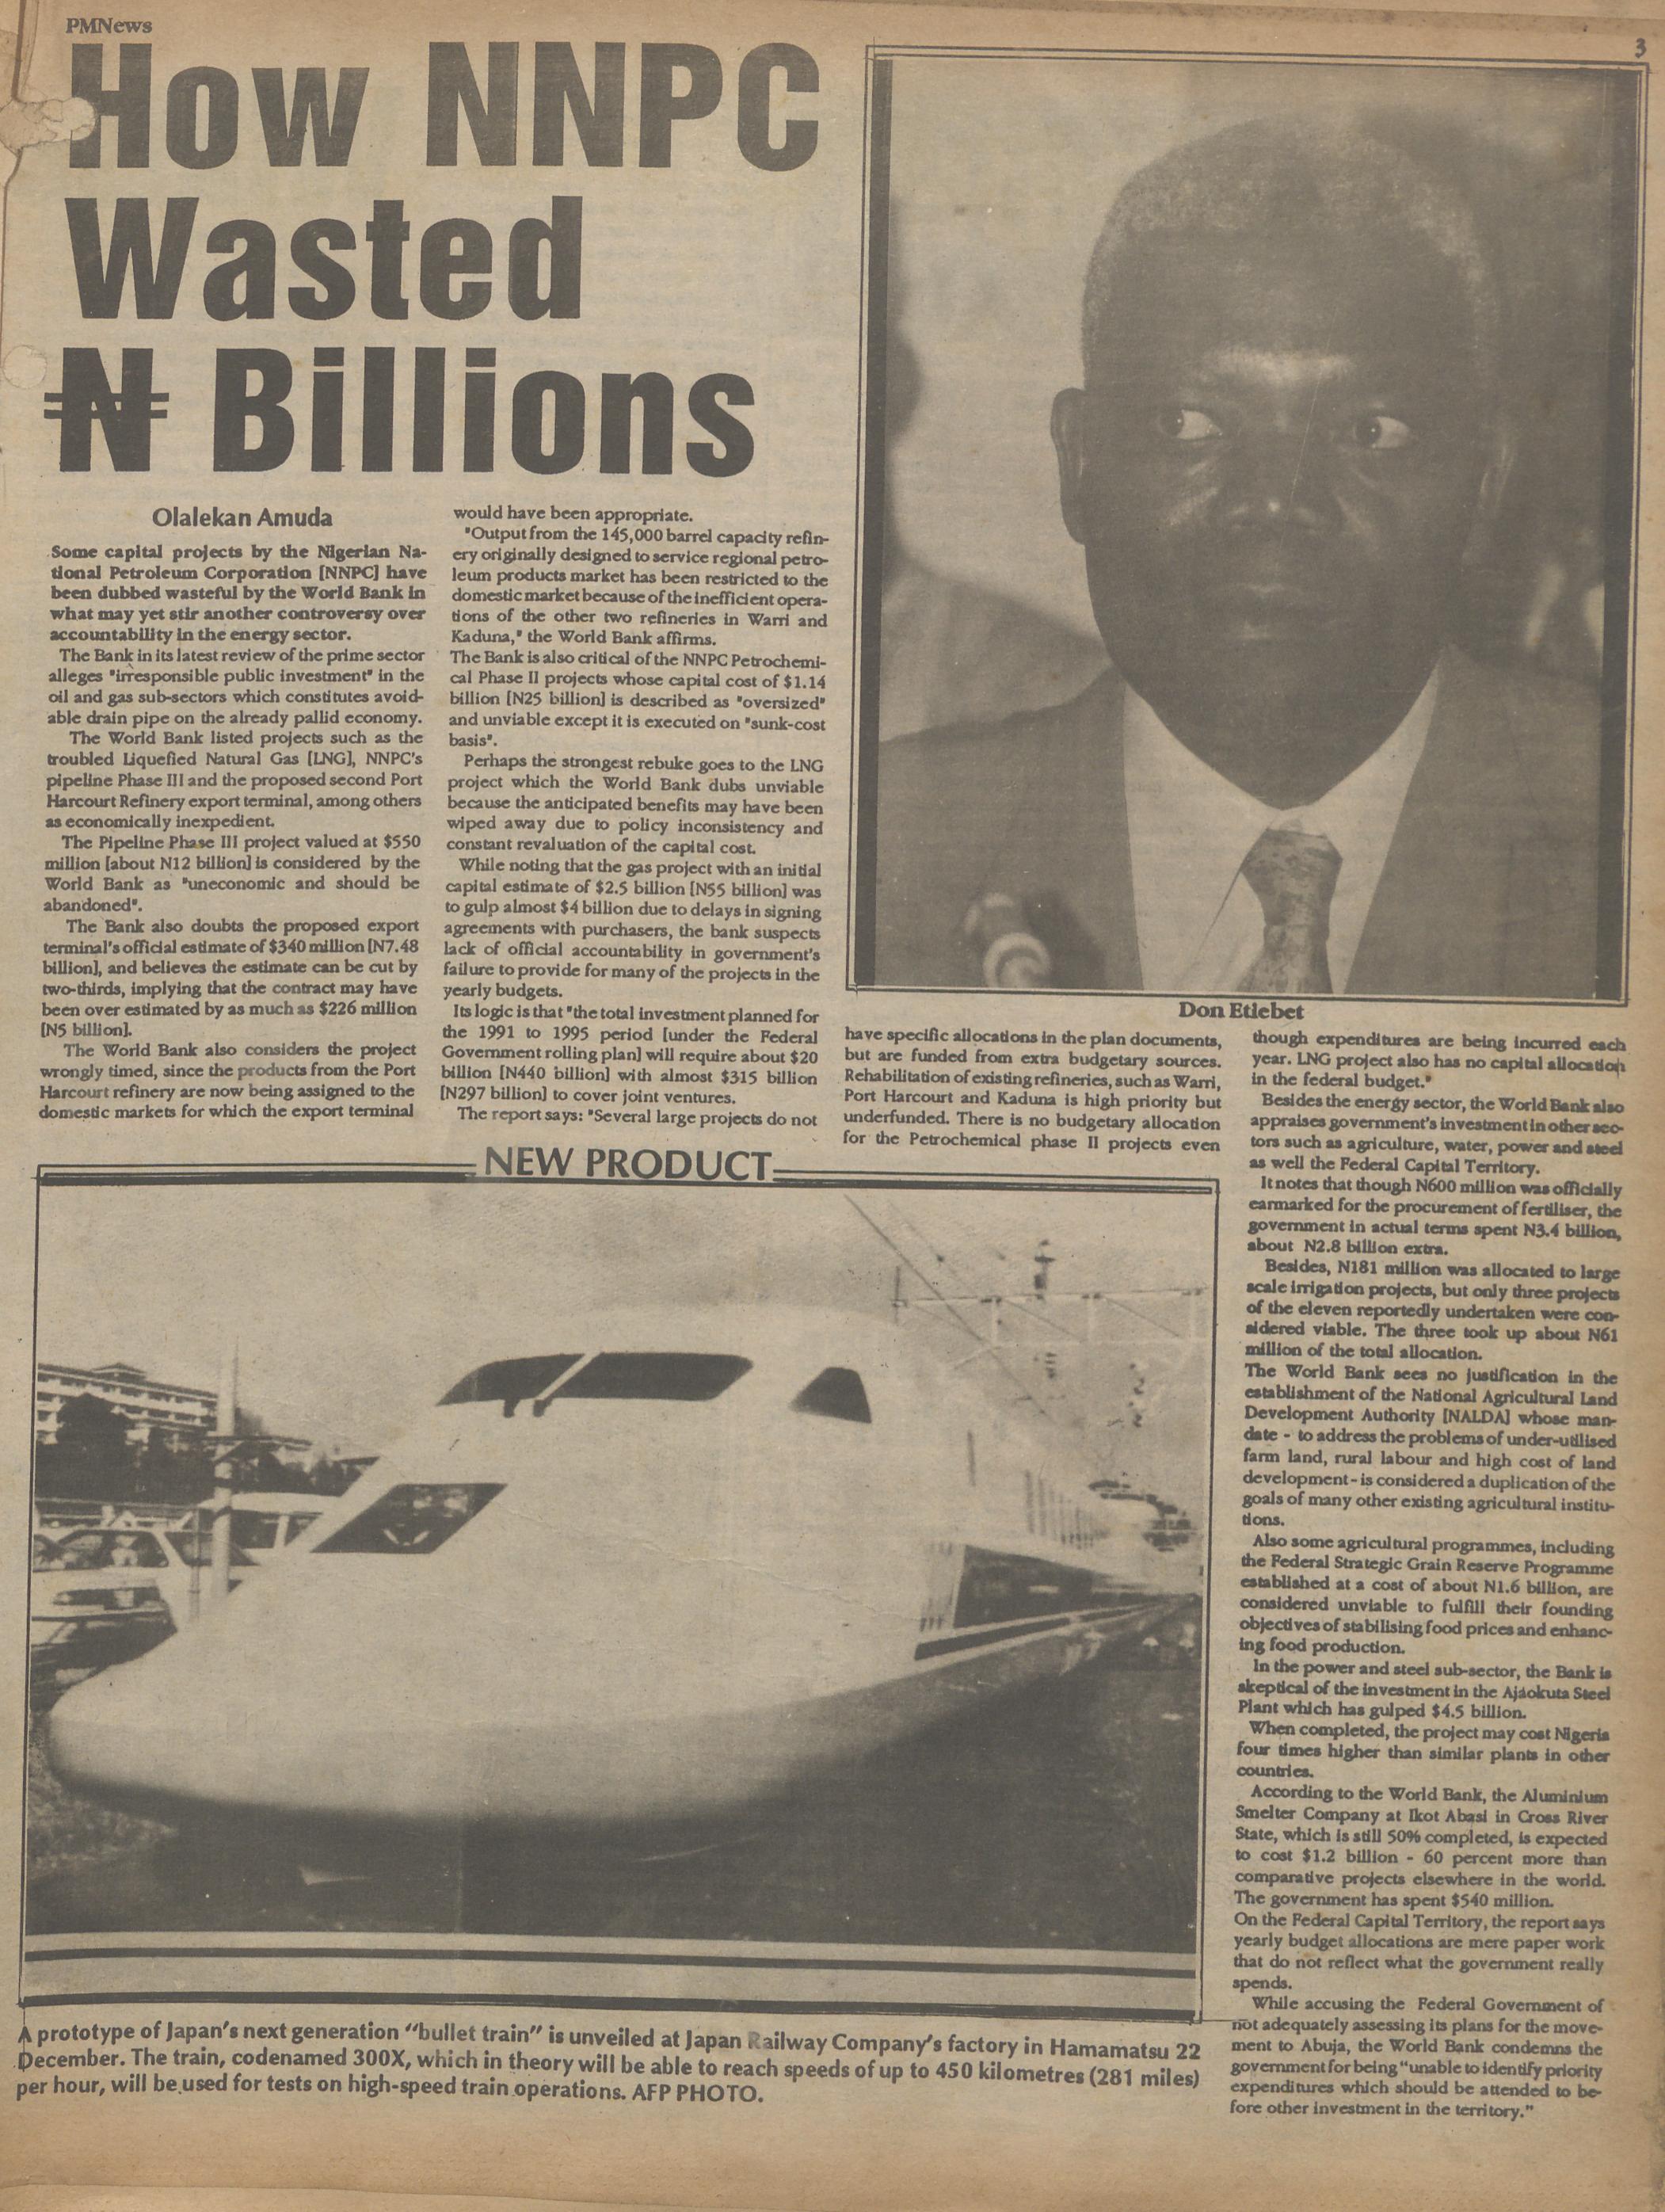 PMNews
3
How NNPC
Wasted
₦ Billions
Olalekan Amuda
Some capital projects by the Nigerian Na-
tional Petroleum Corporation [NNPC] have
been dubbed wasteful by the World Bank in
what may yet stir another controversy over
accountability in the energy sector.
The Bank in its latest review of the prime sector
alleges "irresponsible public investment" in the
oil and gas sub-sectors which constitutes avoid-
able drain pipe on the already pallid economy.
The World Bank listed projects such as the
troubled Liquefied Natural Gas [LNG], NNPC's
pipeline Phase III and the proposed second Port
Harcourt Refinery export terminal, among others
as economically inexpedient.
The Pipeline Phase III project valued at $550
million [about N12 billion] is considered by the
World Bank as "uneconomic and should be
abandoned".
The Bank also doubts the proposed export
terminal's official estimate of $340 million [N7.48
billion], and believes the estimate can be cut by
two-thirds, implying that the contract may have
been over estimated by as much as $226 million
[N5 billion].
The World Bank also considers the project
wrongly timed, since the products from the Port
Harcourt refinery are now being assigned to the
domestic markets for which the export terminal
would have been appropriate.
"Output from the 145,000 barrel capacity refin-
ery originally designed to service regional petro-
leum products market has been restricted to the
domestic market because of the inefficient opera-
tions of the other two refineries in Warri and
Kaduna," the World Bank affirms.
The Bank is also critical of the NNPC Petrochemi-
cal Phase II projects whose capital cost of $1.14
billion [N25 billion] is described as "oversized"
and unviable except it is executed on "sunk-cost
basis".
Perhaps the strongest rebuke goes to the LNG
project which the World Bank dubs unviable
because the anticipated benefits may have been
wiped away due to policy inconsistency and
constant revaluation of the capital cost.
While noting that the gas project with an initial
capital estimate of $2.5 billion [N55 billion] was
to gulp almost $4 billion due to delays in signing
agreements with purchasers, the bank suspects
lack of official accountability in government's
failure to provide for many of the projects in the
yearly budgets.
Its logic is that "the total investment planned for
the 1991 to 1995 period [under the Federal
Government rolling plan] will require about $20
billion [N440 billion] with almost $315 billion
[N297 billion] to cover joint ventures.
The report says: "Several large projects do not
Don Etiebet
have specific allocations in the plan documents,
but are funded from extra budgetary sources.
Rehabilitation of existing refineries, such as Warri,
Port Harcourt and Kaduna is high priority but
underfunded. There is no budgetary allocation
for the Petrochemical phase II projects even
though expenditures are being incurred each
year. LNG project also has no capital allocation
in the federal budget."
Besides the energy sector, the World Bank also
appraises government's investment in other sec-
tors such as agriculture, water, power and steel
as well the Federal Capital Territory.
It notes that though N600 million was officially
earmarked for the procurement of fertiliser, the
government in actual terms spent N3.4 billion,
about N2.8 billion extra.
Besides, N181 million was allocated to large
scale irrigation projects, but only three projects
of the eleven reportedly undertaken were con-
sidered viable. The three took up about N61
million of the total allocation.
The World Bank sees no justification in the
establishment of the National Agricultural Land
Development Authority [NALDA] whose man-
date - to address the problems of under-utilised
farm land, rural labour and high cost of land
development - is considered a duplication of the
goals of many other existing agricultural institu-
tions.
Also some agricultural programmes, including
the Federal Strategic Grain Reserve Programme
established at a cost of about N1.6 billion, are
considered unviable to fulfill their founding
objectives of stabilising food prices and enhanc-
ing food production.
In the power and steel sub-sector, the Bank is
skeptical of the investment in the Ajaokuta Steel
Plant which has gulped $4.5 billion.
When completed, the project may cost Nigeria
four times higher than similar plants in other
countries.
According to the World Bank, the Aluminium
Smelter Company at Ikot Abasi in Cross River
State, which is still 50% completed, is expected
to cost $1.2 billion - 60 percent more than
comparative projects elsewhere in the world.
The government has spent $540 million.
On the Federal Capital Territory, the report says
yearly budget allocations are mere paper work
that do not reflect what the government really
spends.
While accusing the Federal Government of
not adequately assessing its plans for the move-
ment to Abuja, the World Bank condemns the
government for being "unable to identify priority
expenditures which should be attended to be-
fore other investment in the territory."
NEW PRODUCT
A prototype of Japan's next generation "bullet train" is unveiled at Japan Railway Company's factory in Hamamatsu 22
December. The train, codenamed 300X, which in theory will be able to reach speeds of up to 450 kilometres (281 miles)
per hour, will be used for tests on high-speed train operations. AFP PHOTO.